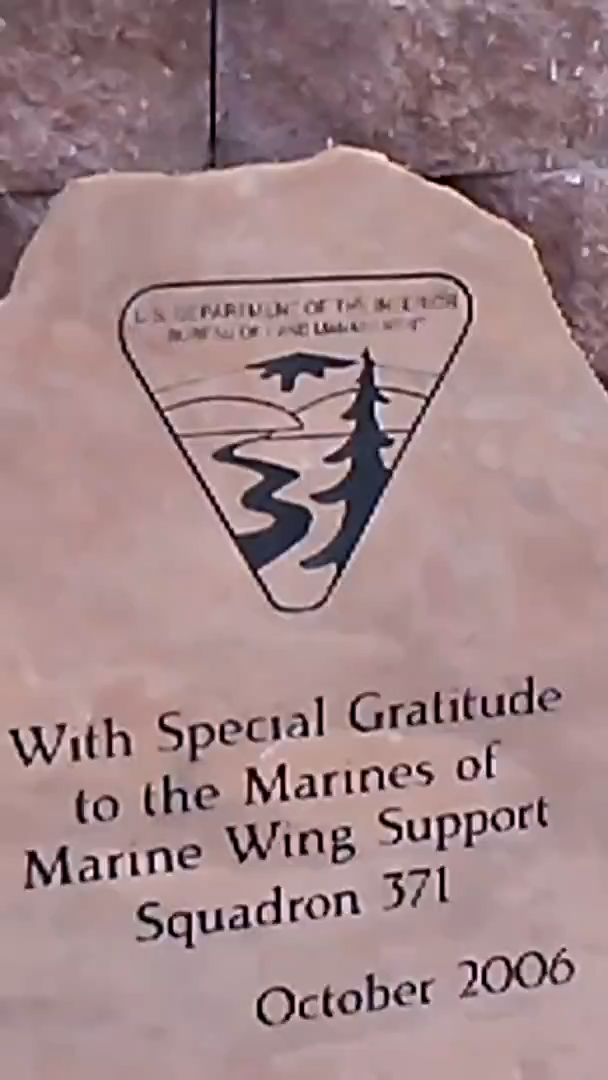 U.S. DEPARTMENT OF THE INTERIOR
BUREAU OF LAND MANAGEMENT
With Special Gratitude
to the Marines of
Marine Wing Support
Squadron 371
October 2006